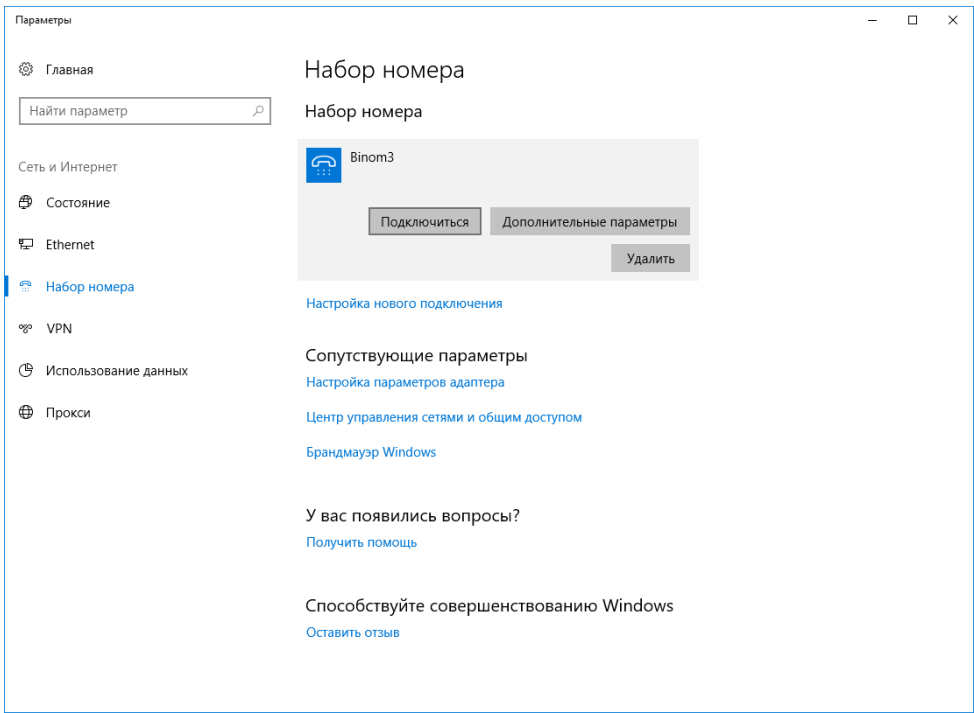 Параметры
Главная
Найти параметр
Сеть и Интернет
Состояние
Ethernet
Набор номера
VPN
Использование данных
Прокси
Набор номера
Набор номера
Binom3
Подключиться
Дополнительные параметры
Удалить
Настройка нового подключения
Сопутствующие параметры
Настройка параметров адаптера
Центр управления сетями и общим доступом
Брандмауэр Windows
У вас появились вопросы?
Получить помощь
Способствуйте совершенствованию Windows
Оставить отзыв